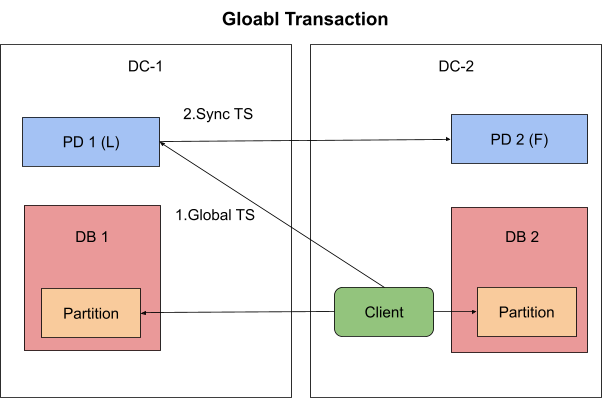 Gloabl Transaction
DC-1
DC-2
2.Sync TS
PD 1 (L)
PD 2 (F)
1.Global TS
DB 1
DB 2
Partition
Client
Partition